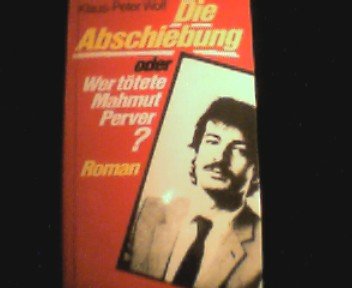 Klaus-Peter Wolf
Die
Abschiebung
oder
Wer tötete
Mahmut
Perver
?
Roman